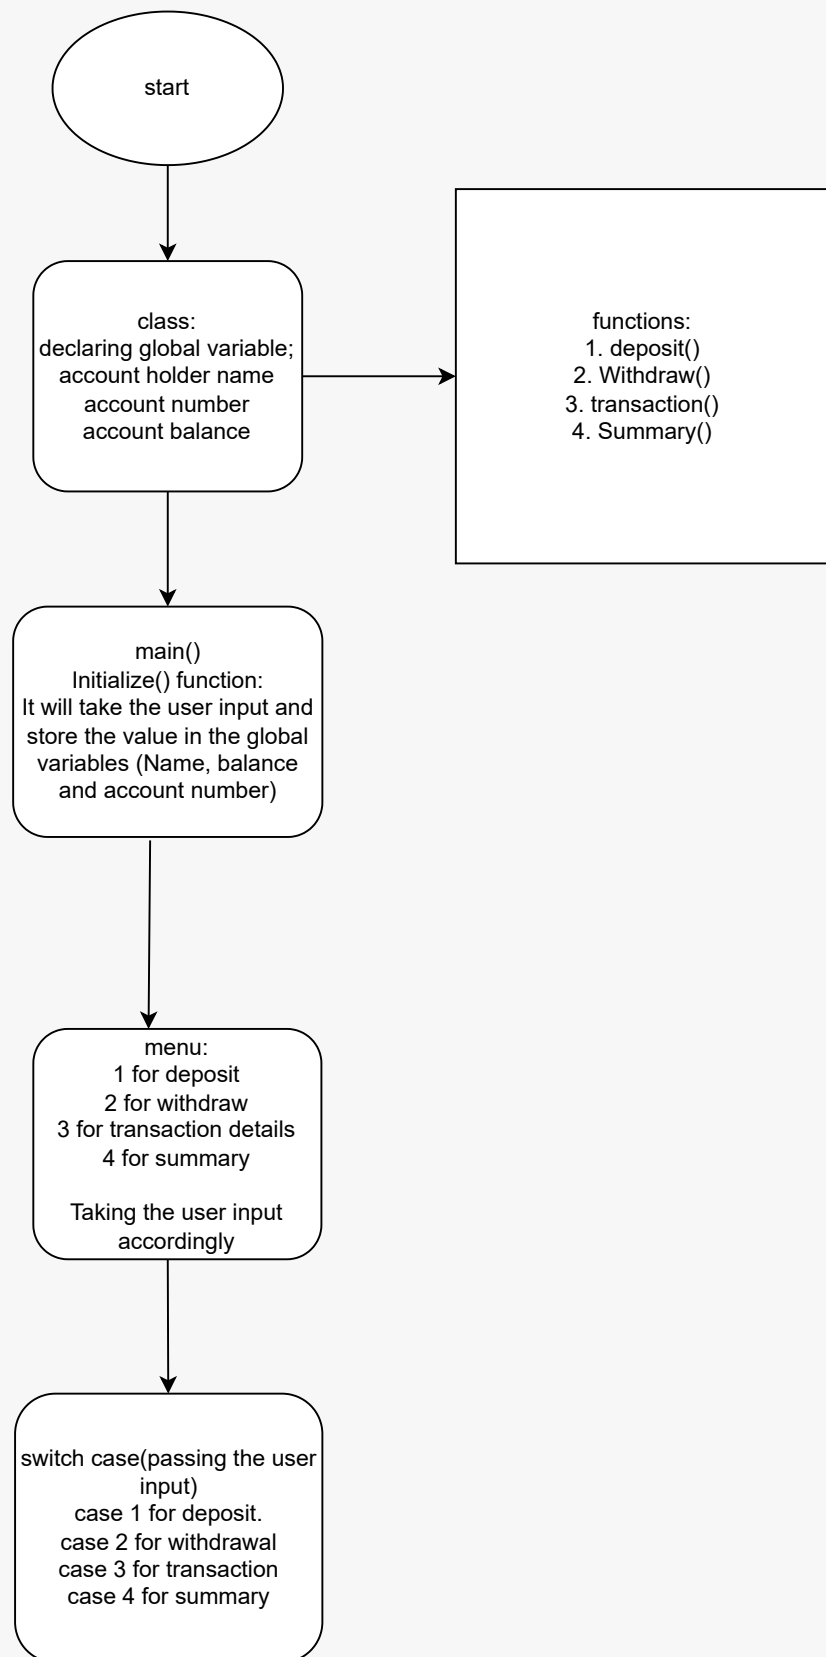 start
class:
declaring global variable;
account holder name
account number
account balance
functions:
1. deposit()
2. Withdraw()
3. transaction()
4. Summary()
main()
Initialize() function:
It will take the user input and
store the value in the global
variables (Name, balance
and account number)
menu:
1 for deposit
2 for withdraw
3 for transaction details
4 for summary
Taking the user input
accordingly
switch case(passing the user
input)
case 1 for deposit.
case 2 for withdrawal
case 3 for transaction
case 4 for summary